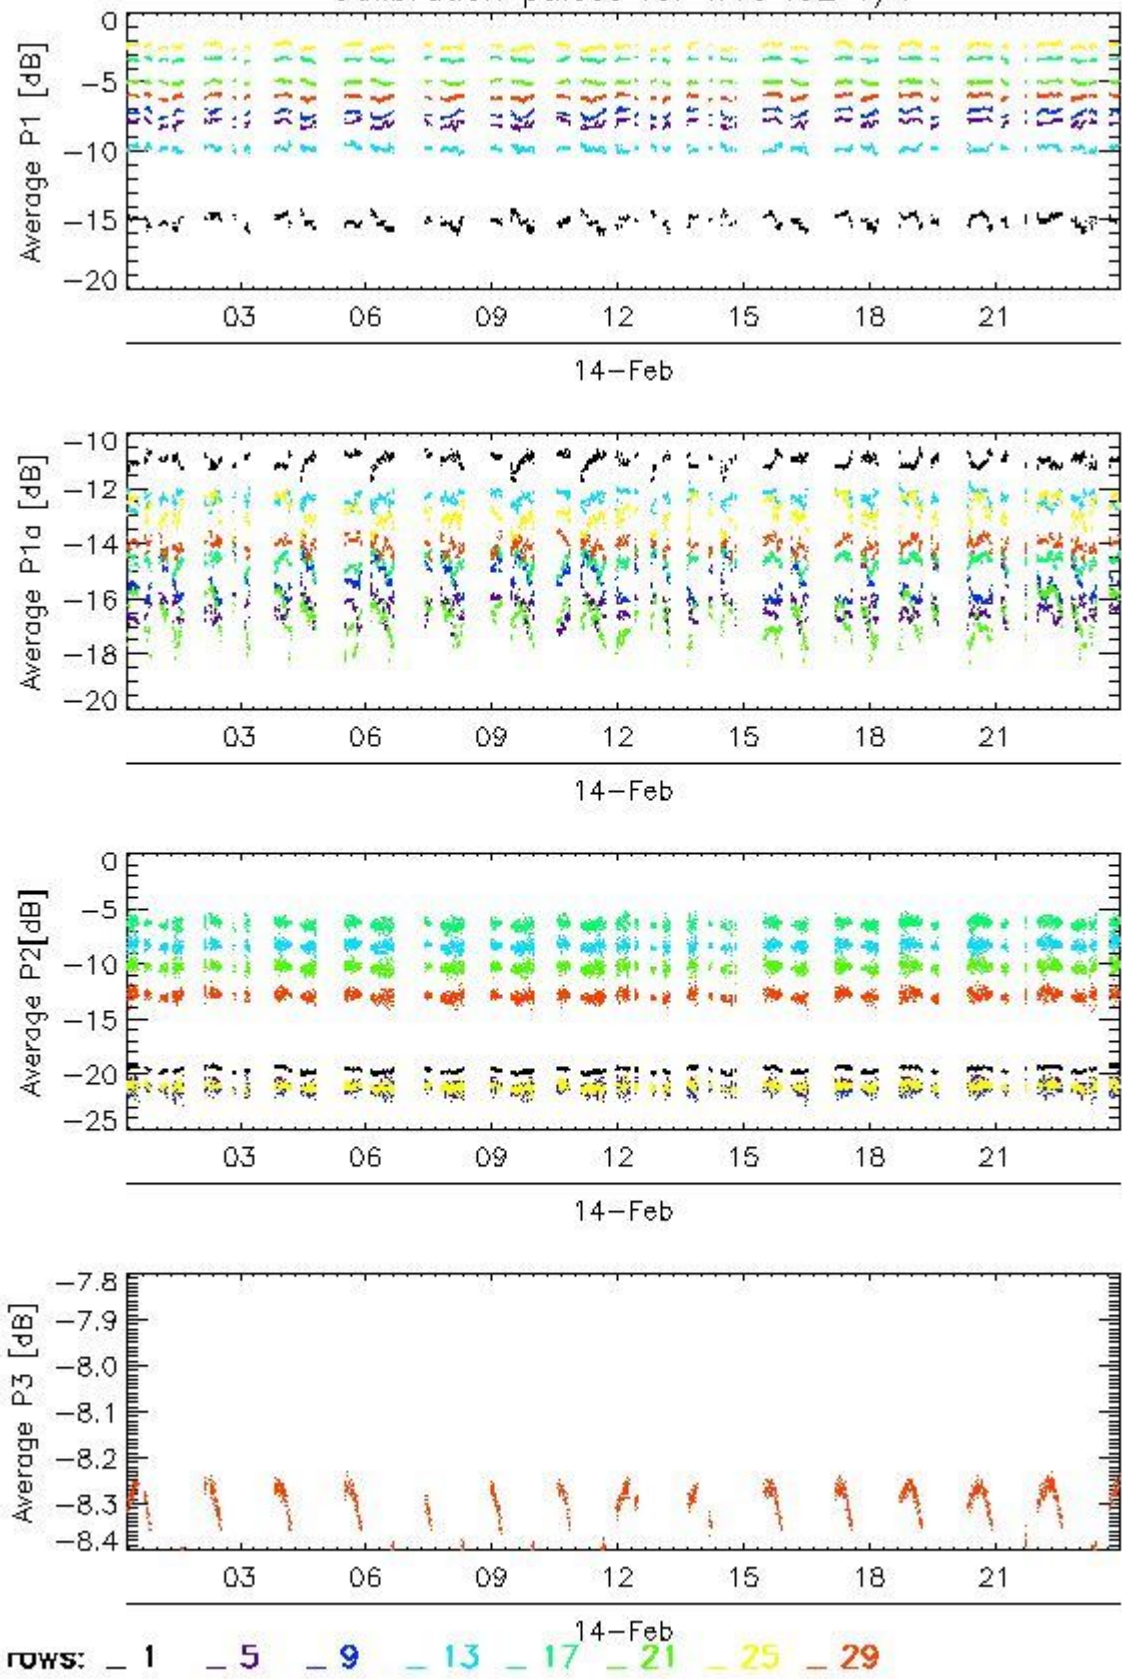 0
−5
−10
−15
−20
Average P1 [dB]
03 06 09 12 15 18 21
14−Feb
−10
−12
−14
−16
−18
−20
Average P1a [dB]
03 06 09 12 15 18 21
14−Feb
0
−5
−10
−15
−20
−25
Average P2[dB]
03 06 09 12 15 18 21
14−Feb
−7.8
−7.9
−8.0
−8.1
−8.2
−8.3
−8.4
Average P3 [dB]
03 06 09 12 15 18 21
14−Feb
rows: _ 1 _ 5 _ 9 _ 13 _ 17 _ 21 _ 25 _ 29